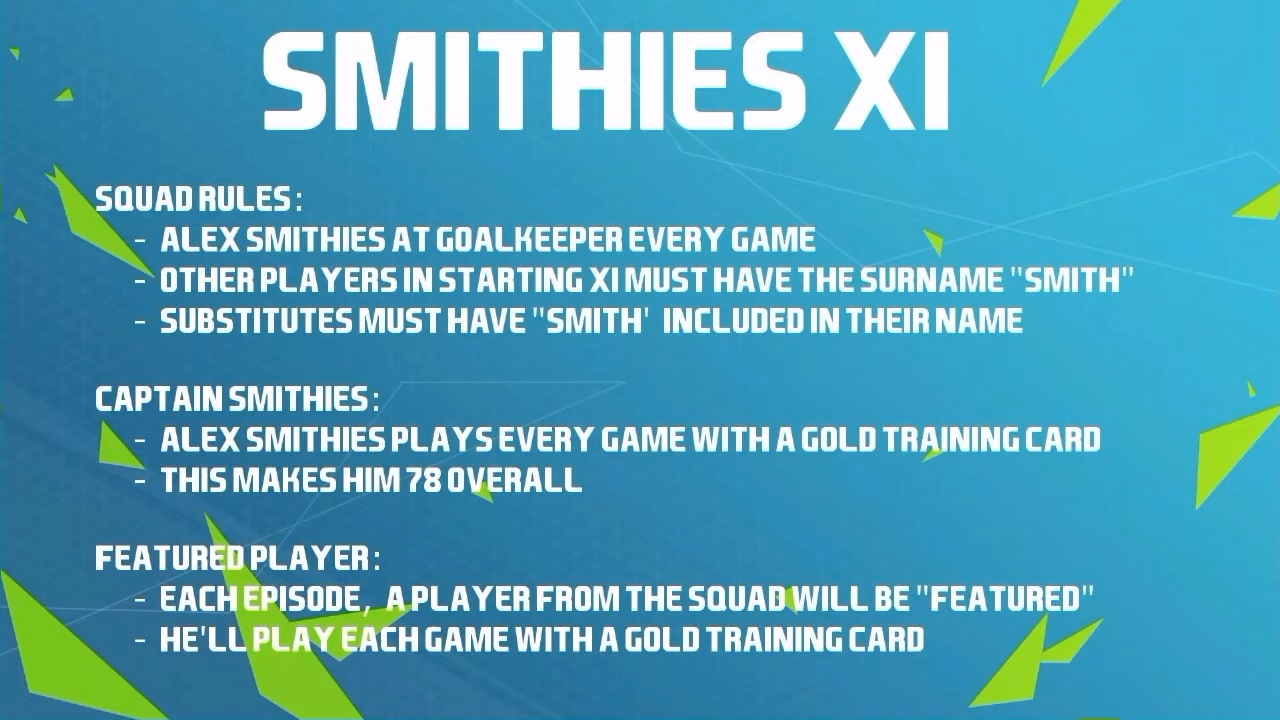 SMITHIES XI
SQUAD RULES:
- ALEX SMITHIES AT GOALKEEPER EVERY GAME
- OTHER PLAYERS IN STARTING XI MUST HAVE THE SURNAME "SMITH"
- SUBSTITUTES MUST HAVE "SMITH' INCLUDED IN THEIR NAME
CAPTAIN SMITHIES:
- ALEX SMITHIES PLAYS EVERY GAME WITH A GOLD TRAINING CARD
- THIS MAKES HIM 78 OVERALL
FEATURED PLAYER:
- EACH EPISODE, A PLAYER FROM THE SQUAD WILL BE "FEATURED"
- HE'LL PLAY EACH GAME WITH A GOLD TRAINING CARD